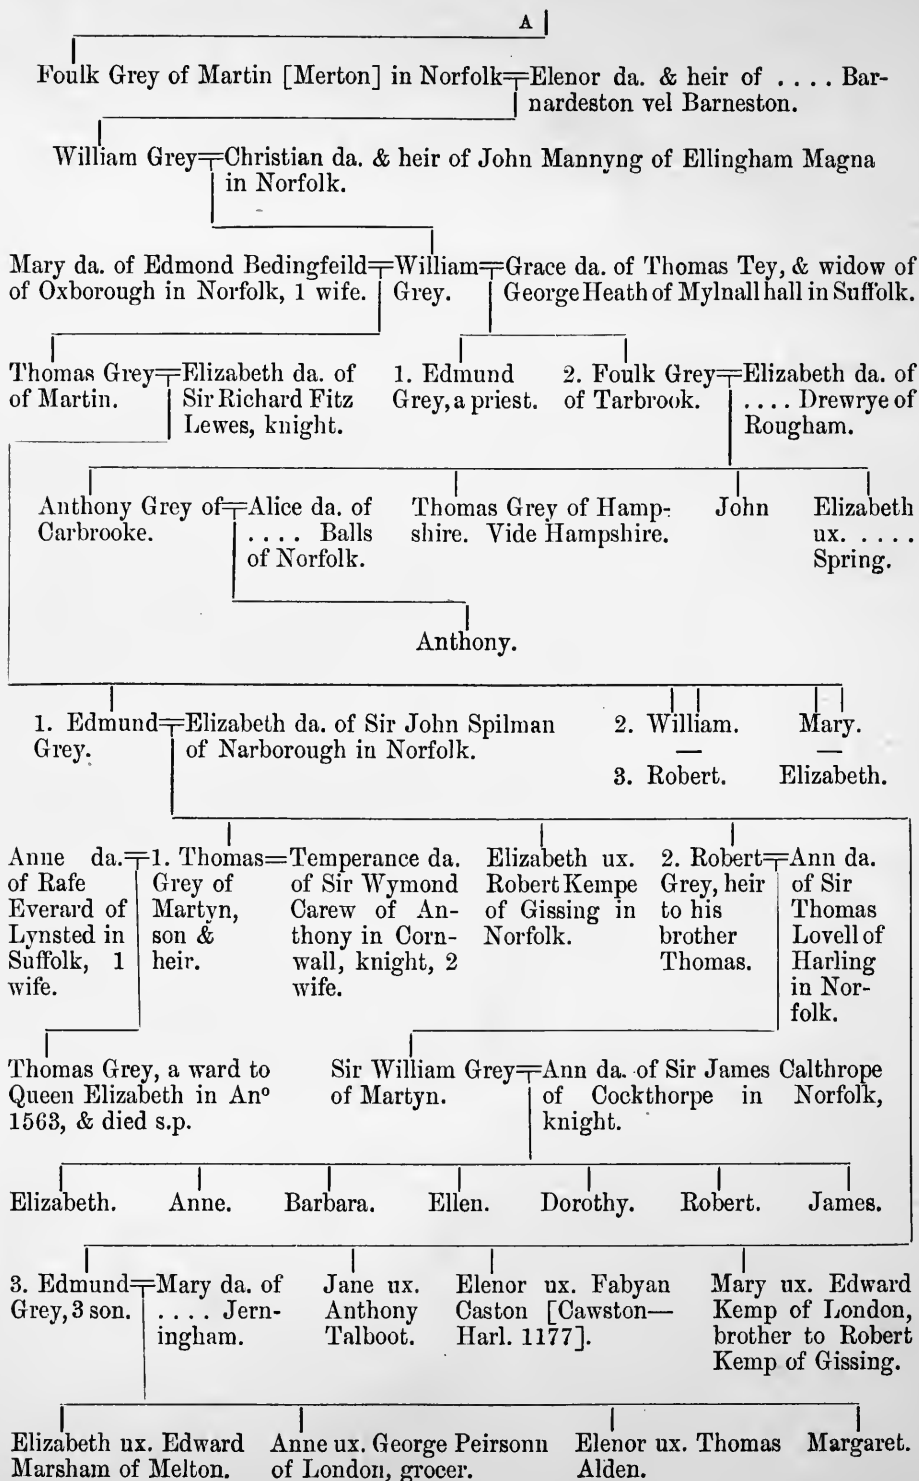 A
Foulk Grey of Martin [Merton] in Norfolk=Elenor da. & heir of . . . . Bar-
nardeston vel Barneston.
William Grey=Christian da. & heir of John Mannyng of Ellingham Magna
in Norfolk.
Mary da. of Edmond Bedingfeild=William=Grace da. of Thomas Tey, & widow of
of Oxborough in Norfolk, 1 wife. Grey. George Heath of Mylnall hall in Suffolk.
Thomas Grey=Elizabeth da. of
of Martin. Sir Richard Fitz
Lewes, knight.
1. Edmund
Grey, a priest.
2. Foulk Grey=Elizabeth da. of
of Tarbrook. . . . . Drewrye of
Rougham.
Anthony Grey of=Alice da. of
Carbrooke. . . . . Balls
of Norfolk.
Thomas Grey of Hamp-
shire. Vide Hampshire.
John
Elizabeth
ux. . . . .
Spring.
Anthony.
1. Edmund=Elizabeth da. of Sir John Spilman
Grey. of Narborough in Norfolk.
2. William.
—
3. Robert.
Mary.
—
Elizabeth.
Anne da.=1. Thomas=Temperance da.
of Rafe Grey of of Sir Wymond
Everard of Martyn, Carew of An-
Lynsted in son & thony in Corn-
Suffolk, 1 heir. wall, knight, 2
wife. wife.
Elizabeth ux.
Robert Kempe
of Gissing in
Norfolk.
2. Robert=Ann da.
Grey, heir of Sir
to his Thomas
brother Lovell of
Thomas. Harling
in Nor-
folk.
Thomas Grey, a ward to
Queen Elizabeth in Anº
1563, & died s.p.
Sir William Grey=Ann da. of Sir James Calthrope
of Martyn. of Cockthorpe in Norfolk,
knight.
Elizabeth. Anne. Barbara. Ellen. Dorothy. Robert. James.
3. Edmund=Mary da. of
Grey, 3 son. . . . . Jern-
ingham.
Jane ux.
Anthony
Talboot.
Elenor ux. Fabyan
Caston [Cawston—
Harl. 1177].
Mary ux. Edward
Kemp of London,
brother to Robert
Kemp of Gissing.
Elizabeth ux. Edward
Marsham of Melton.
Anne ux. George Peirsonn
of London, grocer.
Elenor ux. Thomas
Alden.
Margaret.